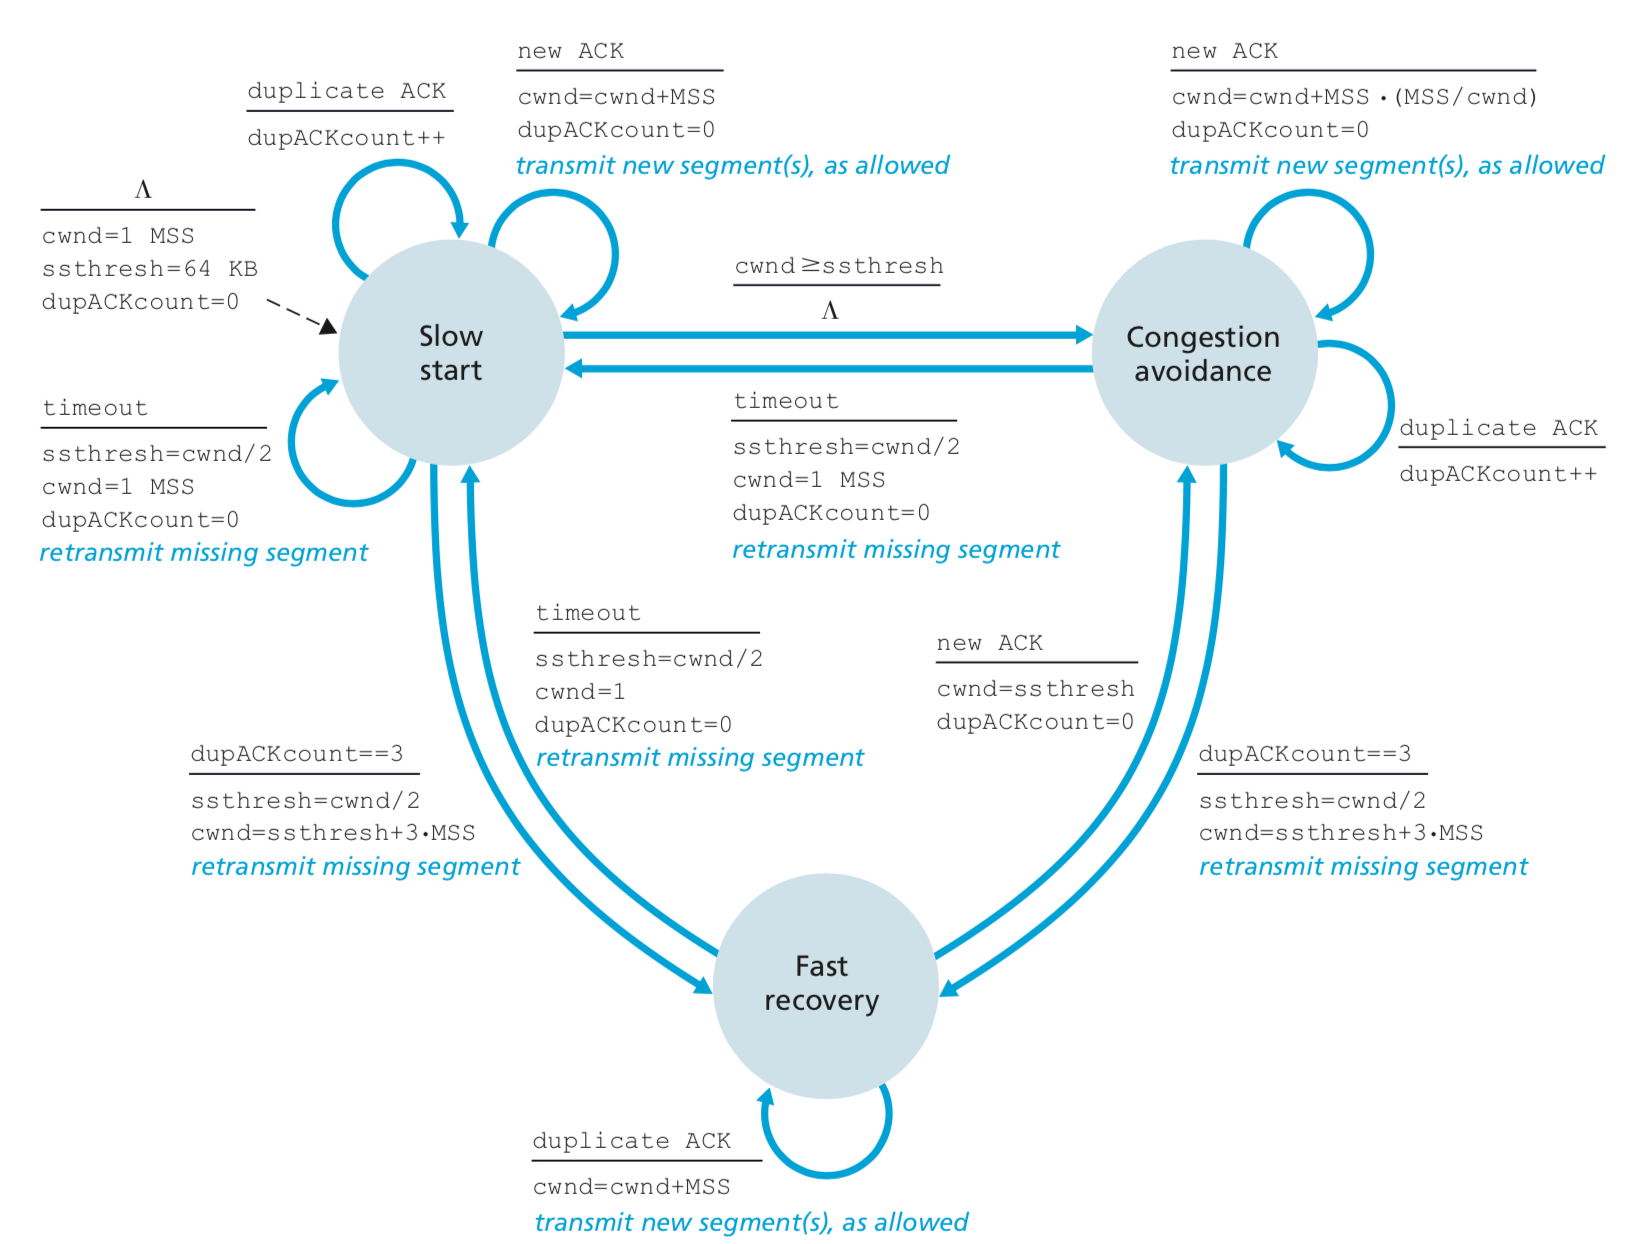 new ACK
cwnd=cwnd+MSS
dupACKcount=0
transmit new segment(s), as allowed
new ACK
cwnd=cwnd+MSS •(MSS/cwnd)
dupACKcount=0
transmit new segment(s), as allowed
duplicate ACK
dupACKcount++
Λ
cwnd=1 MSS
ssthresh=64 KB
dupACKcount=0
cwnd≥ssthresh
Λ
Slow
start
Congestion
avoidance
timeout
ssthresh=cwnd/2
cwnd=1 MSS
dupACKcount=0
retransmit missing segment
timeout
ssthresh=cwnd/2
cwnd=1 MSS
dupACKcount=0
retransmit missing segment
duplicate ACK
dupACKcount++
timeout
ssthresh=cwnd/2
cwnd=1
dupACKcount=0
retransmit missing segment
new ACK
cwnd=ssthresh
dupACKcount=0
dupACKcount==3
ssthresh=cwnd/2
cwnd=ssthresh+3•MSS
retransmit missing segment
dupACKcount==3
ssthresh=cwnd/2
cwnd=ssthresh+3•MSS
retransmit missing segment
Fast
recovery
duplicate ACK
cwnd=cwnd+MSS
transmit new segment(s), as allowed